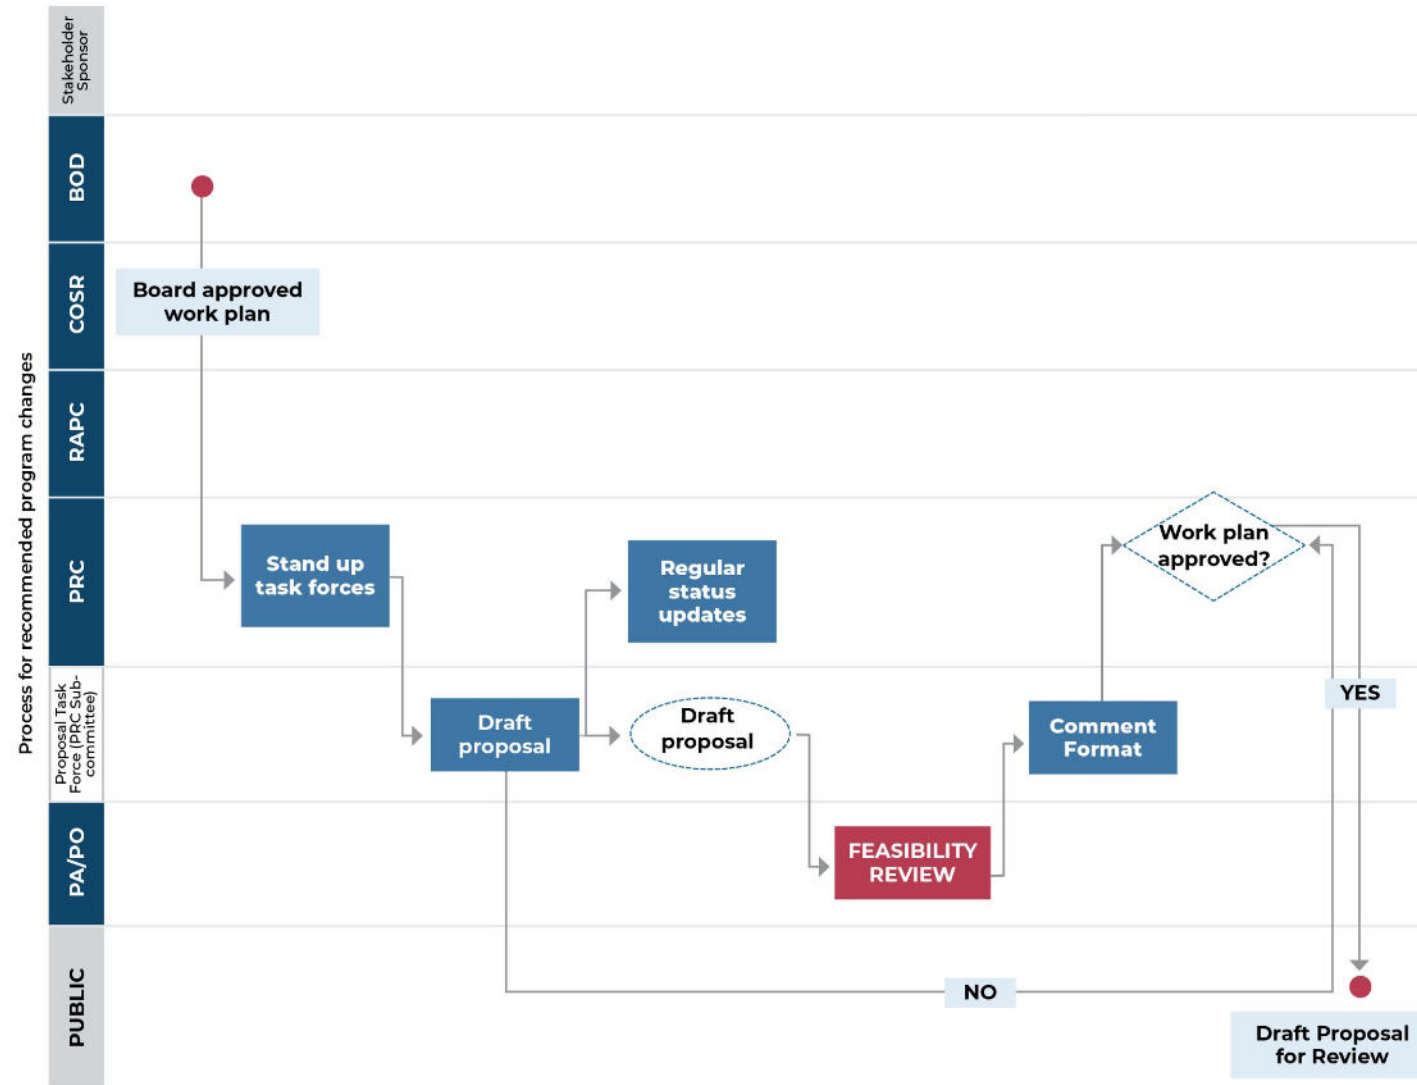 Process for recommended program changes
Stakeholder
Sponsor
BOD
COSR
Board approved
work plan
RAPC
PRC
Stand up
task forces
Regular
status
updates
Work plan
approved?
Proposal Task
Force (PRC Sub-
committee)
Draft
proposal
Draft
proposal
Comment
Format
YES
PA/PO
FEASIBILITY
REVIEW
PUBLIC
NO
Draft Proposal
for Review